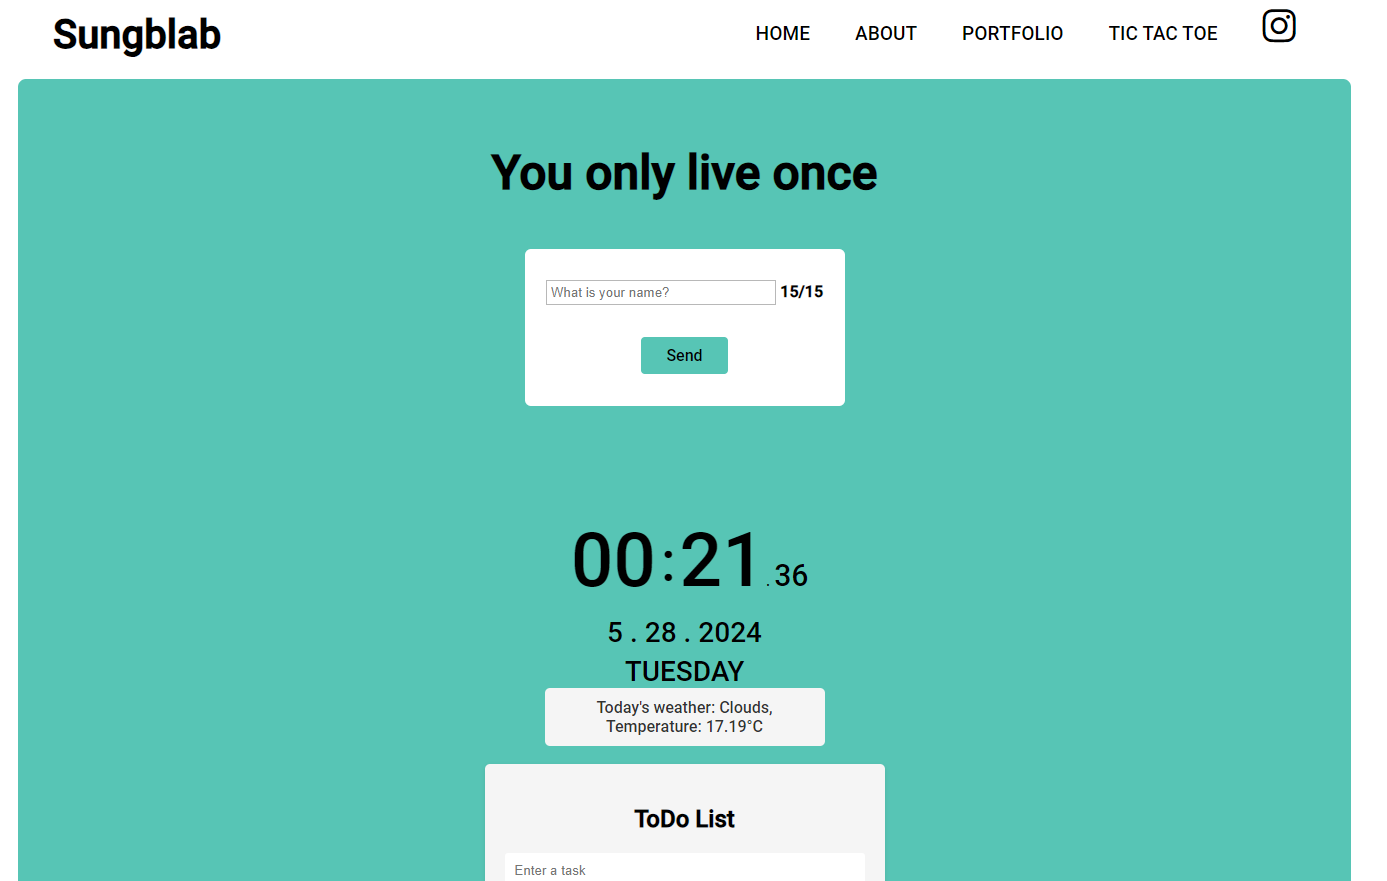 Sungblab
HOME ABOUT PORTFOLIO TIC TAC TOE
You only live once
What is your name? 15/15
Send
00:21.36
5 . 28 . 2024
TUESDAY
Today's weather: Clouds,
Temperature: 17.19°C
ToDo List
Enter a task